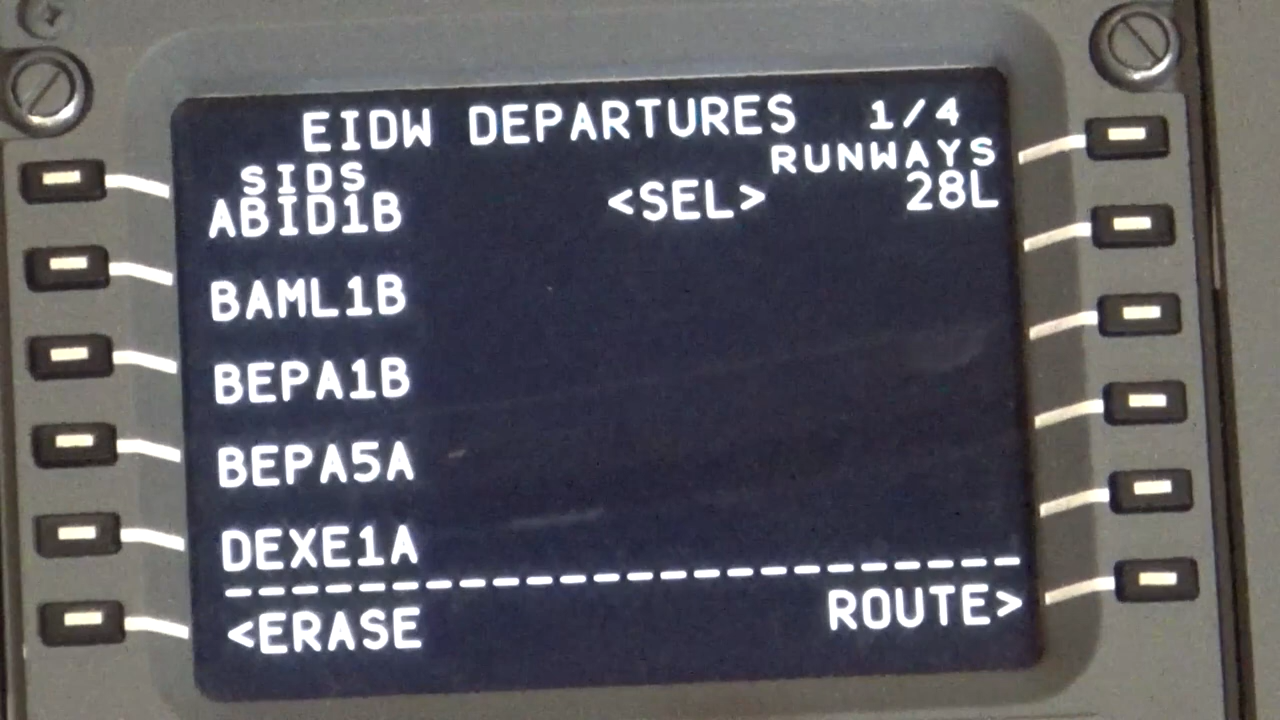 EIDW DEPARTURES 1/4
SIDS RUNWAYS
ABID1B <SEL> 28L
BAML1B
BEPA1B
BEPA5A
DEXE1A
------------------------
<ERASE ROUTE>